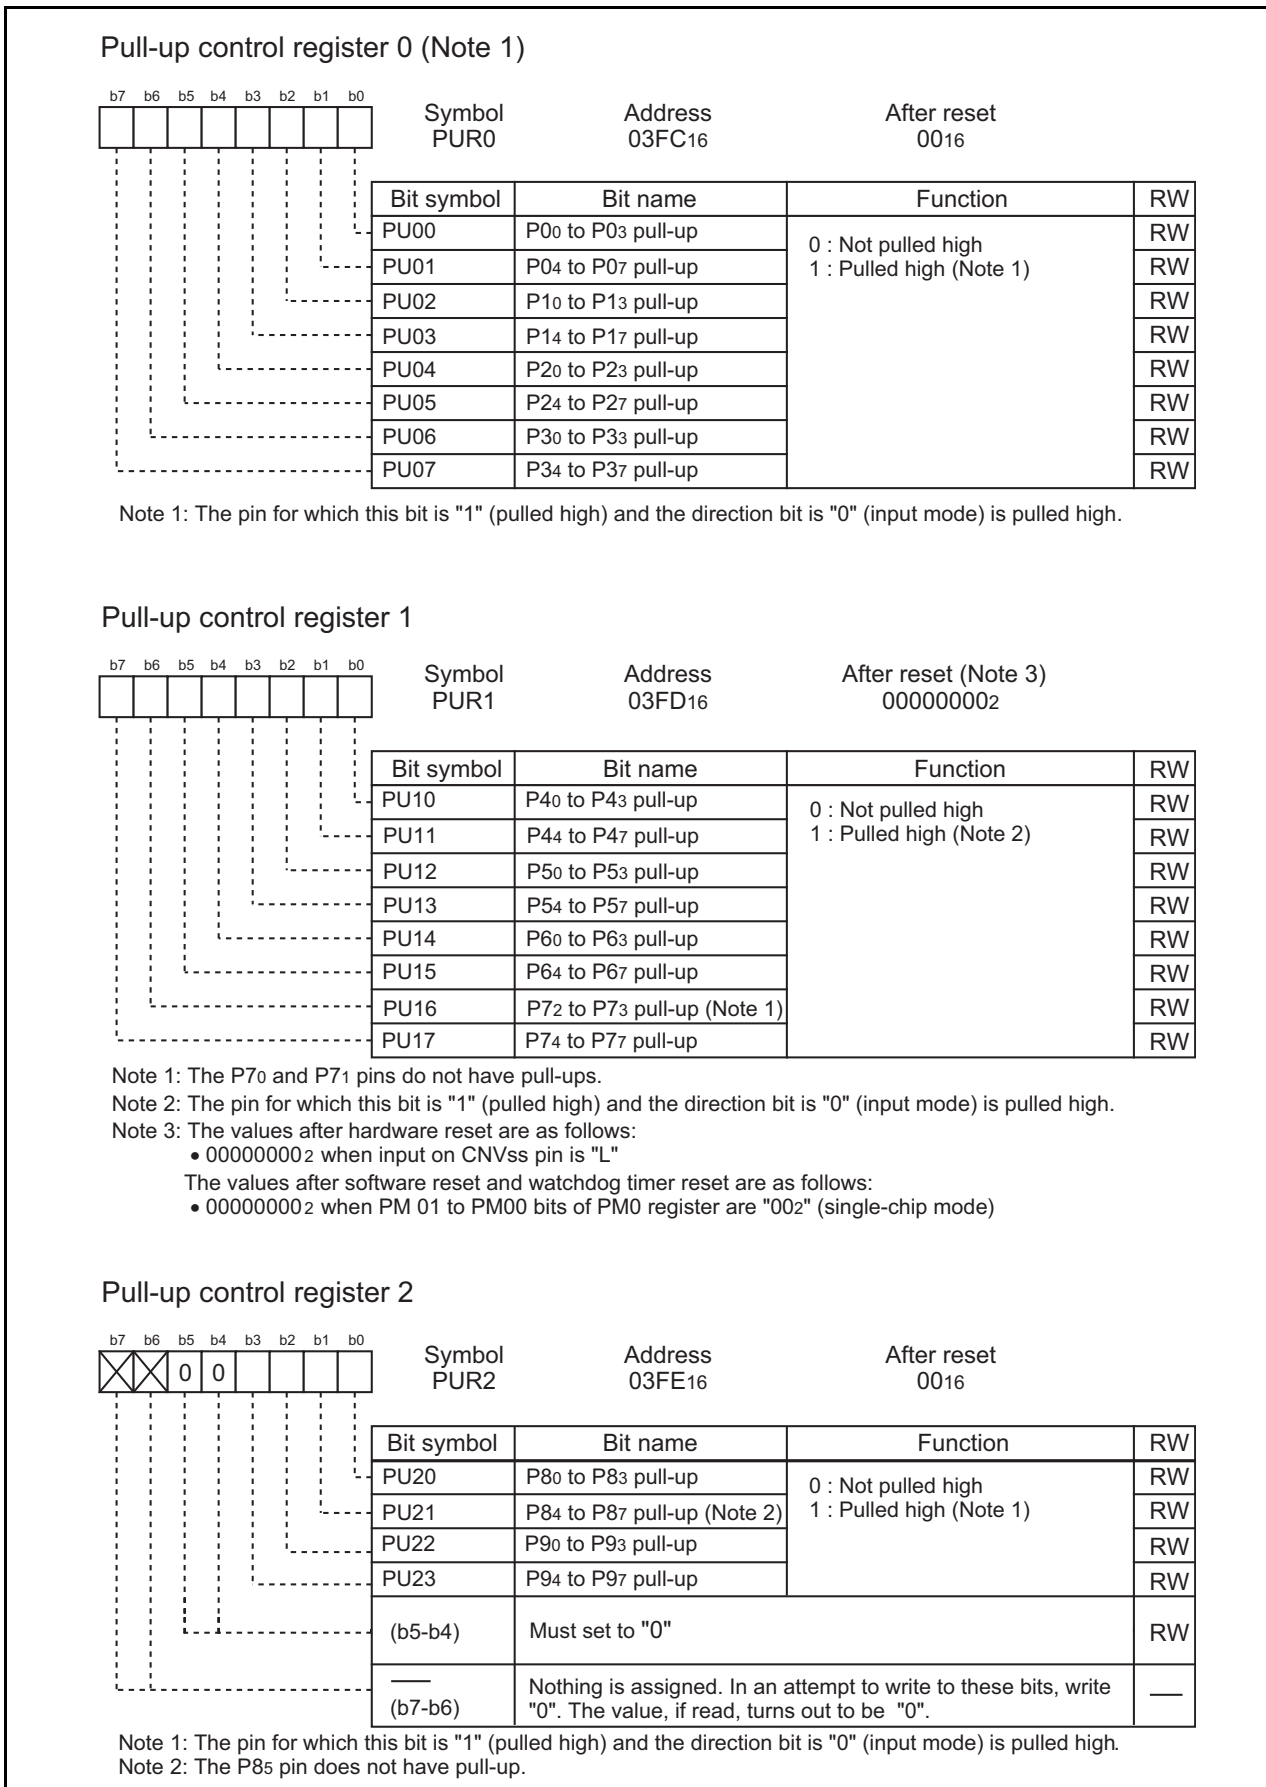 Pull-up control register 0 (Note 1)
b7 b6 b5 b4 b3 b2 b1 b0
Symbol Address After reset
PUR0 03FC16 0016
Bit symbol Bit name Function RW
PU00 P00 to P03 pull-up 0 : Not pulled high RW
PU01 P04 to P07 pull-up 1 : Pulled high (Note 1) RW
PU02 P10 to P13 pull-up RW
PU03 P14 to P17 pull-up RW
PU04 P20 to P23 pull-up RW
PU05 P24 to P27 pull-up RW
PU06 P30 to P33 pull-up RW
PU07 P34 to P37 pull-up RW
Note 1: The pin for which this bit is "1" (pulled high) and the direction bit is "0" (input mode) is pulled high.
Pull-up control register 1
b7 b6 b5 b4 b3 b2 b1 b0
Symbol Address After reset (Note 3)
PUR1 03FD16 000000002
Bit symbol Bit name Function RW
PU10 P40 to P43 pull-up 0 : Not pulled high RW
PU11 P44 to P47 pull-up 1 : Pulled high (Note 2) RW
PU12 P50 to P53 pull-up RW
PU13 P54 to P57 pull-up RW
PU14 P60 to P63 pull-up RW
PU15 P64 to P67 pull-up RW
PU16 P72 to P73 pull-up (Note 1) RW
PU17 P74 to P77 pull-up RW
Note 1: The P70 and P71 pins do not have pull-ups.
Note 2: The pin for which this bit is "1" (pulled high) and the direction bit is "0" (input mode) is pulled high.
Note 3: The values after hardware reset are as follows:
• 000000002 when input on CNVss pin is "L"
The values after software reset and watchdog timer reset are as follows:
• 000000002 when PM 01 to PM00 bits of PM0 register are "002" (single-chip mode)
Pull-up control register 2
b7 b6 b5 b4 b3 b2 b1 b0
0 0
Symbol Address After reset
PUR2 03FE16 0016
Bit symbol Bit name Function RW
PU20 P80 to P83 pull-up 0 : Not pulled high RW
PU21 P84 to P87 pull-up (Note 2) 1 : Pulled high (Note 1) RW
PU22 P90 to P93 pull-up RW
PU23 P94 to P97 pull-up RW
(b5-b4) Must set to "0" RW
— Nothing is assigned. In an attempt to write to these bits, write —
(b7-b6) "0". The value, if read, turns out to be "0".
Note 1: The pin for which this bit is "1" (pulled high) and the direction bit is "0" (input mode) is pulled high.
Note 2: The P85 pin does not have pull-up.